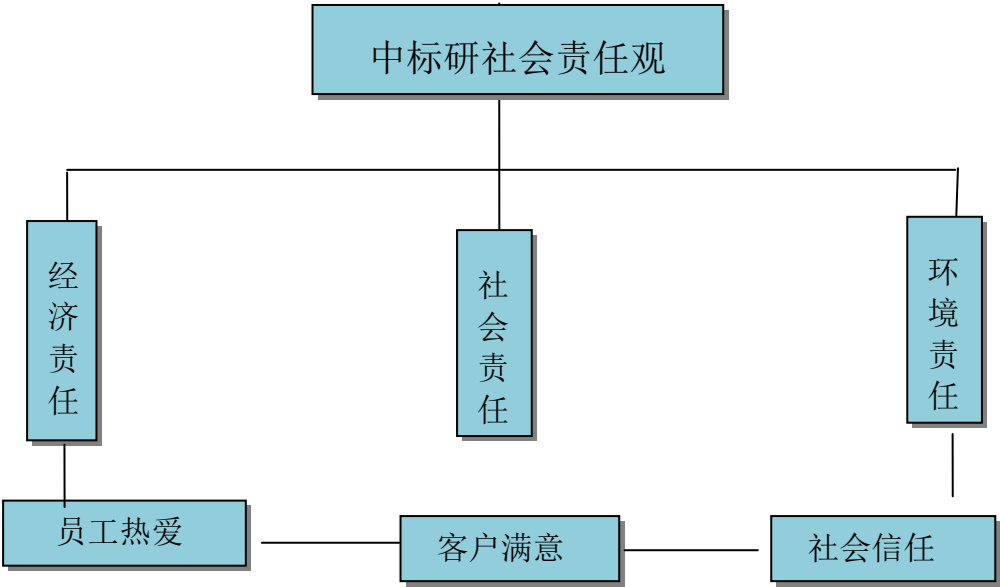 中标研社会责任观
经济责任
社会责任
环境责任
员工热爱
客户满意
社会信任